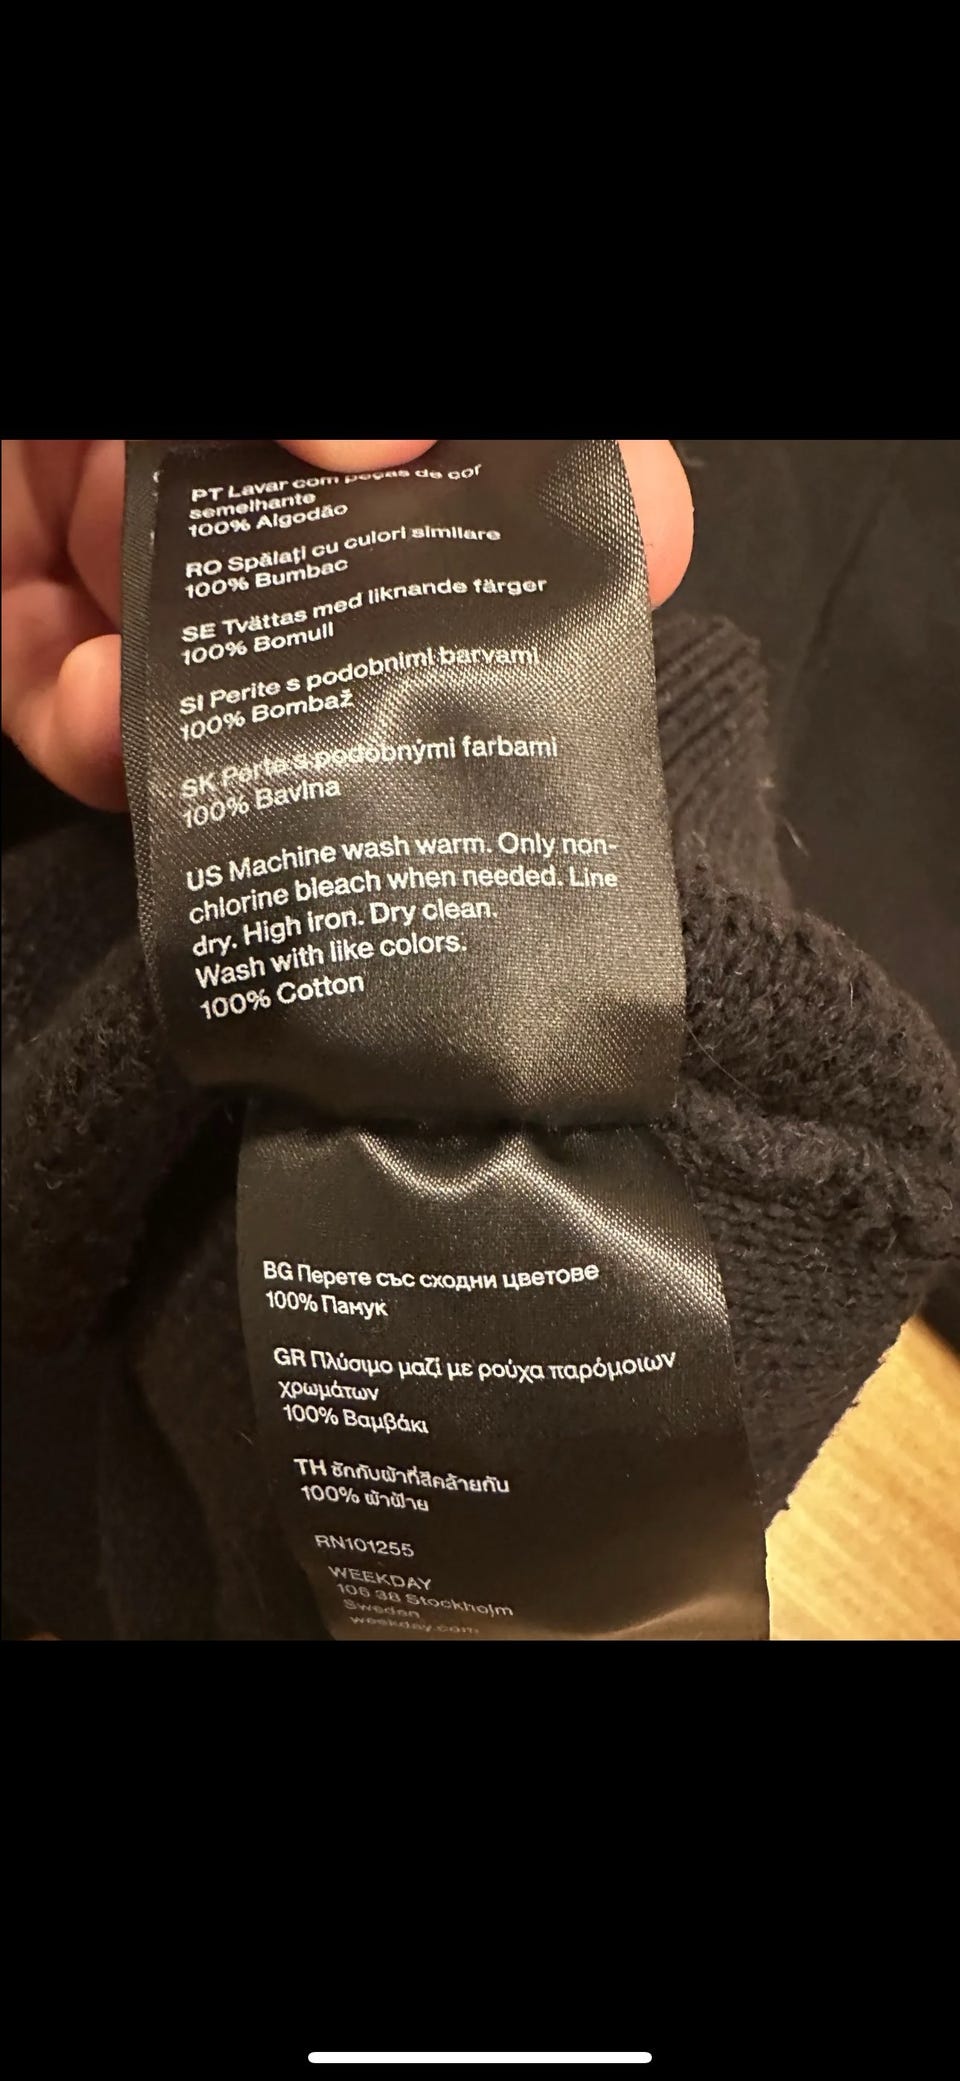 PT Lavar com peças de cor
semelhante
100% Algodão
RO Spălați cu culori similare
100% Bumbac
SE Tvättas med liknande färger
100% Bomull
SI Perite s podobnimi barvami
100% Bombaž
SK Perte s podobnými farbami
100% Bavlna
US Machine wash warm. Only non-
chlorine bleach when needed. Line
dry. High iron. Dry clean.
Wash with like colors.
100% Cotton
BG Перете със сходни цветове
100% Памук
GR Πλύσιμο μαζί με ρούχα παρόμοιων
χρωμάτων
100% Βαμβάκι
TH ซักกับผ้าที่สีคล้ายกัน
100% ผ้าฝ้าย
RN101255
WEEKDAY
106 38 Stockholm
Sweden
weekday.com